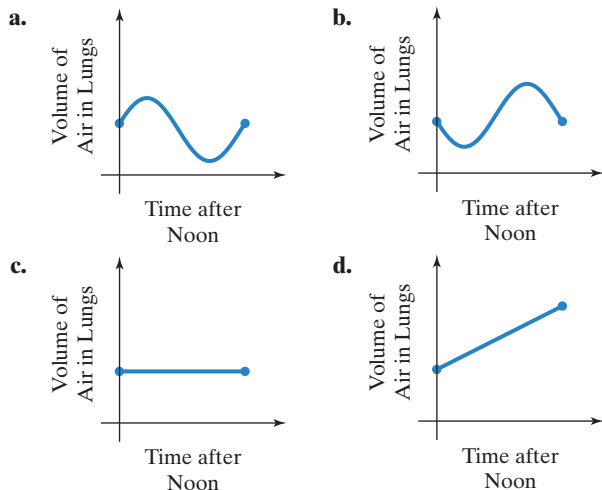 a.
Volume of
Air in Lungs
Time after
Noon
b.
Volume of
Air in Lungs
Time after
Noon
c.
Volume of
Air in Lungs
Time after
Noon
d.
Volume of
Air in Lungs
Time after
Noon